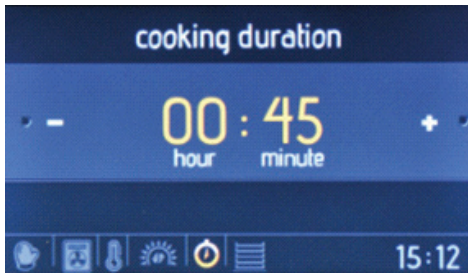 cooking duration
- 00 : 45 +
hour minute
15:12